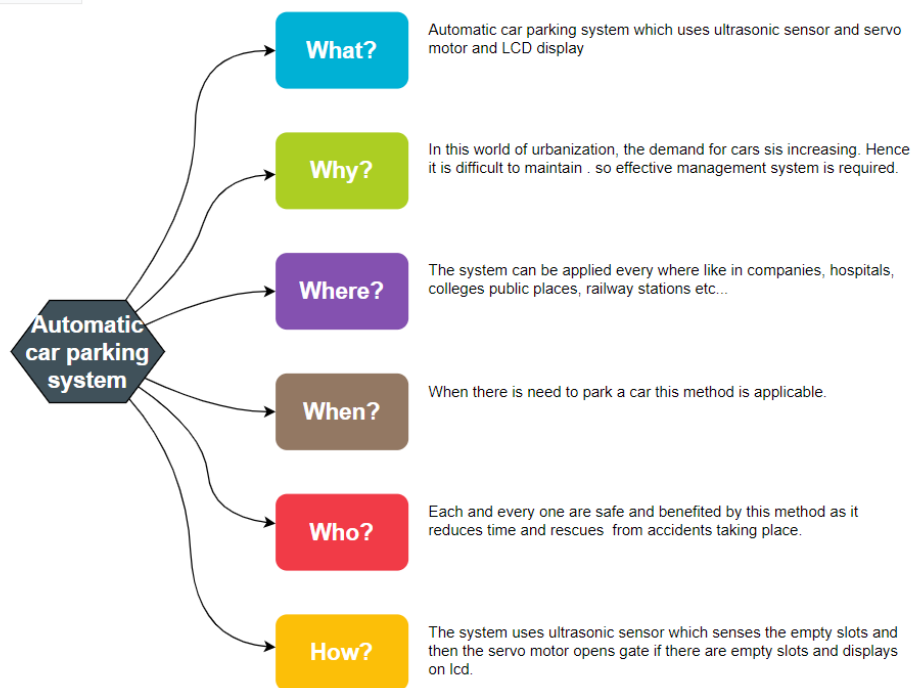 What?
Automatic car parking system which uses ultrasonic sensor and servo
motor and LCD display
Why?
In this world of urbanization, the demand for cars sis increasing. Hence
it is difficult to maintain . so effective management system is required.
Where?
The system can be applied every where like in companies, hospitals,
colleges public places, railway stations etc...
Automatic
car parking
system
When?
When there is need to park a car this method is applicable.
Who?
Each and every one are safe and benefited by this method as it
reduces time and rescues  from accidents taking place.
How?
The system uses ultrasonic sensor which senses the empty slots and
then the servo motor opens gate if there are empty slots and displays
on lcd.